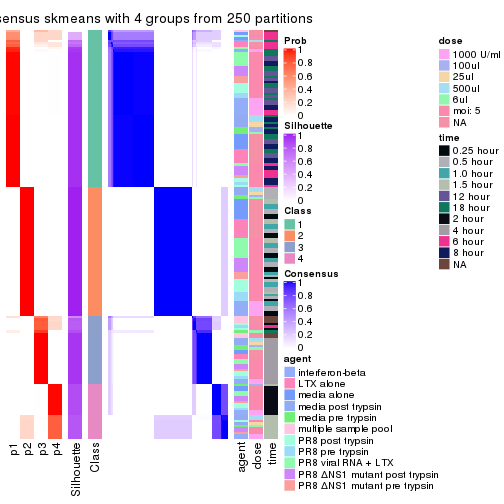 sensus skmeans with 4 groups from 250 partitions
Prob
1
0.8
0.6
0.4
0.2
0
Silhouette
1
0.8
0.6
0.4
0.2
0
Class
1
2
3
4
Consensus
1
0.8
0.6
0.4
0.2
0
agent
interferon-beta
LTX alone
media alone
media post trypsin
media pre trypsin
multiple sample pool
PR8 post trypsin
PR8 pre trypsin
PR8 viral RNA + LTX
PR8 ΔNS1 mutant post trypsin
PR8 ΔNS1 mutant pre trypsin
dose
1000 U/ml
100ul
25ul
500ul
6ul
moi: 5
NA
time
0.25 hour
0.5 hour
1.0 hour
1.5 hour
12 hour
18 hour
2 hour
4 hour
6 hour
8 hour
NA
p1
p2
p3
p4
Silhouette
Class
agent
dose
time